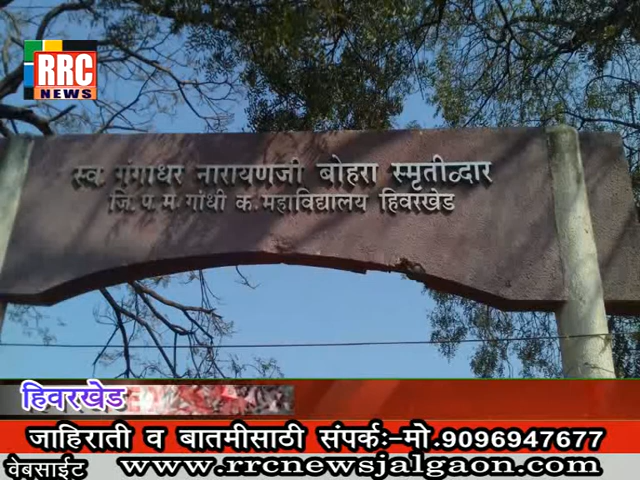 RRC
NEWS
स्व. गंगाधर नारायणजी बोहरा स्मृतीव्दार
जि. प. म. गांधी क. महाविद्यालय हिवरखेड
हिवरखेड
जाहिराती व बातमीसाठी संपर्क:-मो.9096947677
वेबसाईट www.rrcnewsjalgaon.com